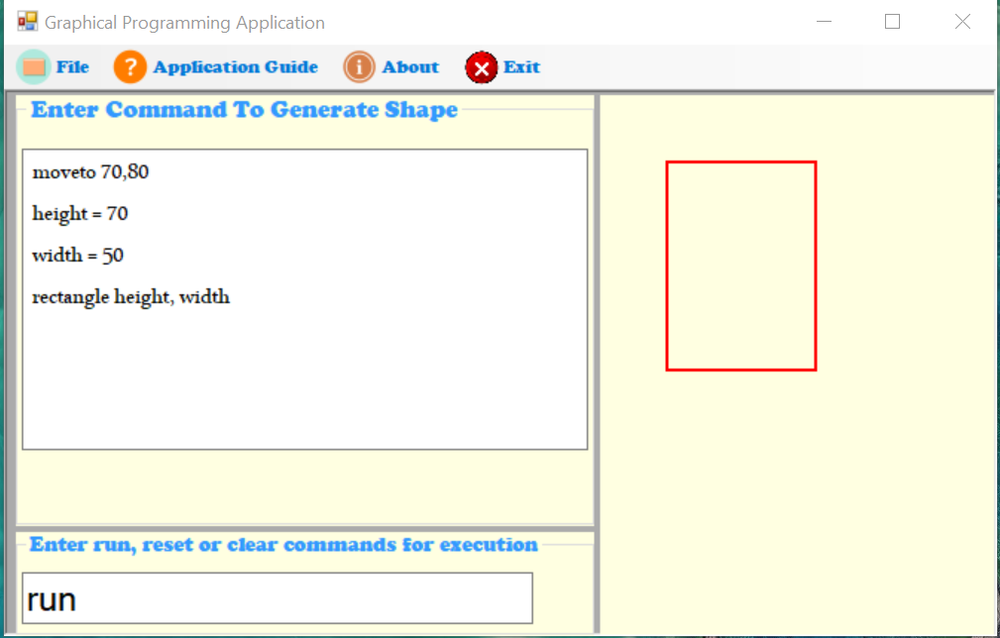 Graphical Programming Application
File Application Guide About Exit
Enter Command To Generate Shape
moveto 70,80
height = 70
width = 50
rectangle height, width
Enter run, reset or clear commands for execution
run